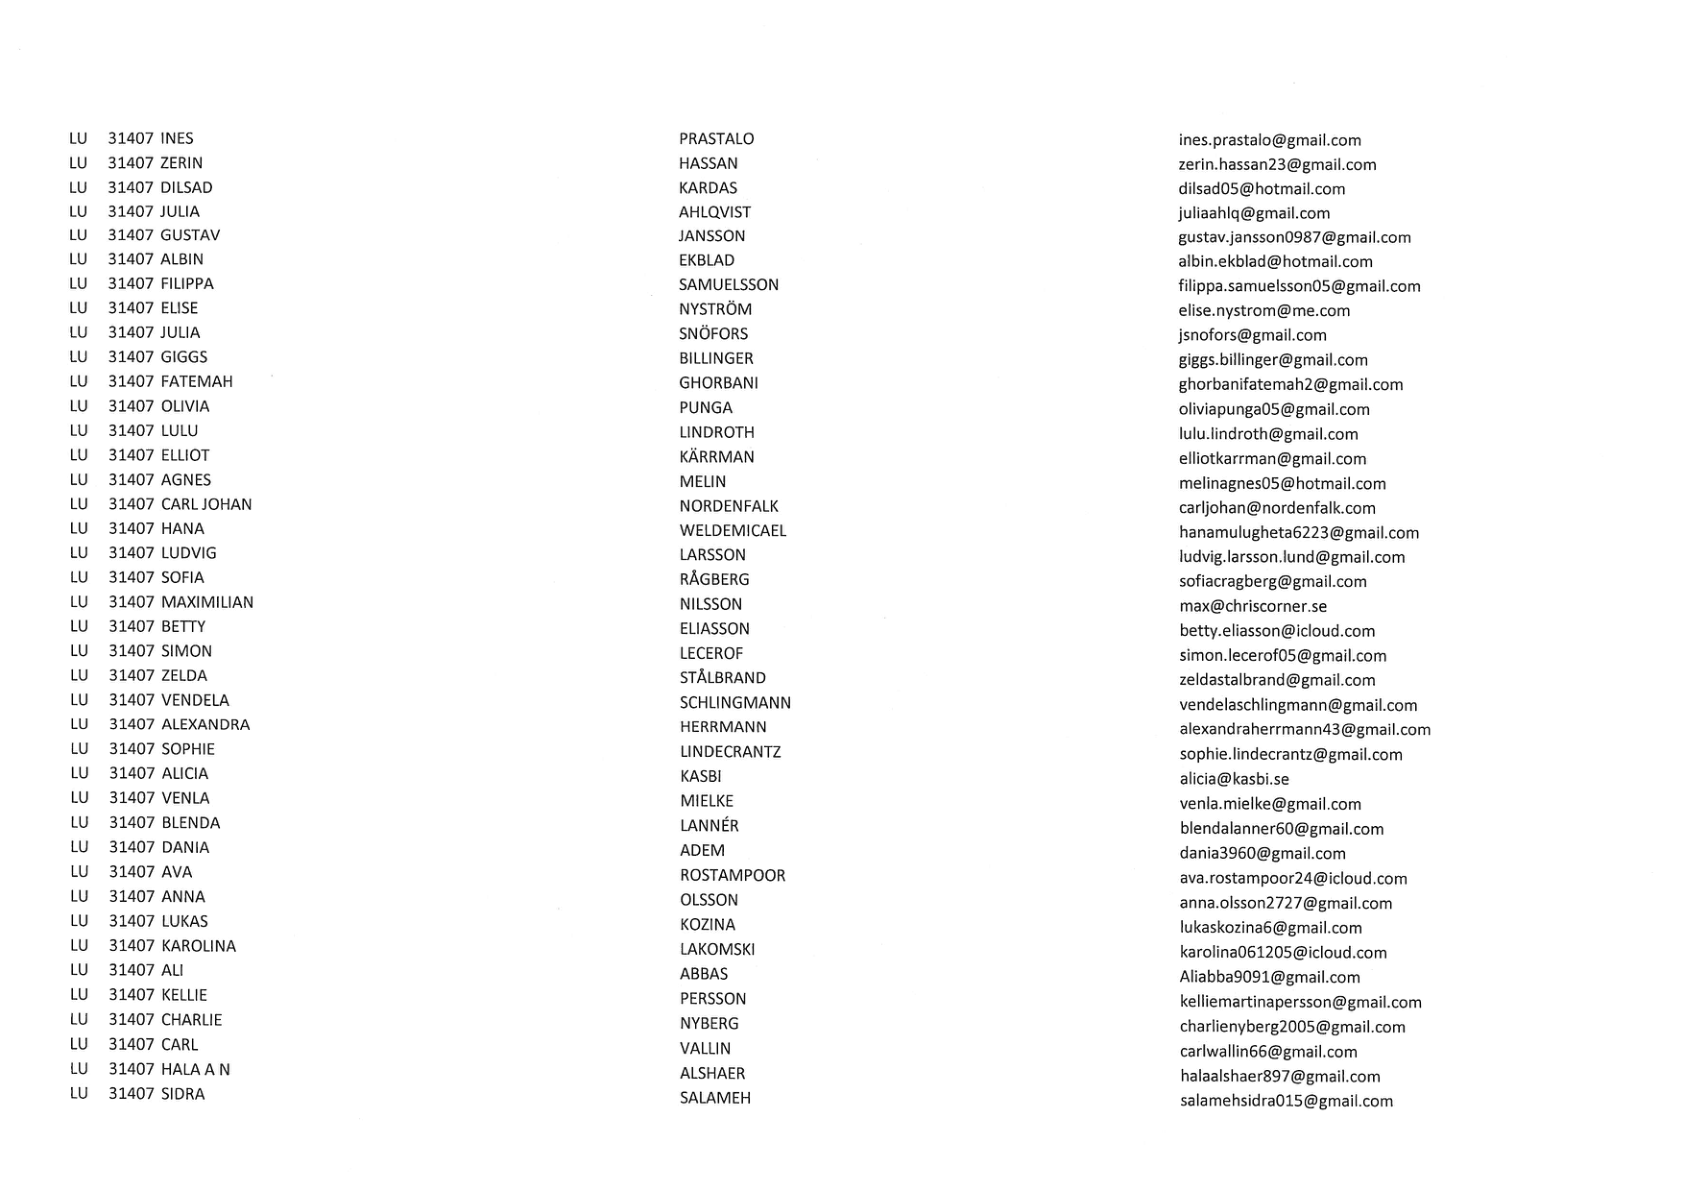 LU 31407 INES PRASTALO ines.prastalo@gmail.com
LU 31407 ZERIN HASSAN zerin.hassan23@gmail.com
LU 31407 DILSAD KARDAS dilsad05@hotmail.com
LU 31407 JULIA AHLQVIST juliaahlq@gmail.com
LU 31407 GUSTAV JANSSON gustav.jansson0987@gmail.com
LU 31407 ALBIN EKBLAD albin.ekblad@hotmail.com
LU 31407 FILIPPA SAMUELSSON filippa.samuelsson05@gmail.com
LU 31407 ELISE NYSTRÖM elise.nystrom@me.com
LU 31407 JULIA SNÖFORS jsnofors@gmail.com
LU 31407 GIGGS BILLINGER giggs.billinger@gmail.com
LU 31407 FATEMAH GHORBANI ghorbanifatemah2@gmail.com
LU 31407 OLIVIA PUNGA oliviapunga05@gmail.com
LU 31407 LULU LINDROTH lulu.lindroth@gmail.com
LU 31407 ELLIOT KÄRRMAN elliotkarrman@gmail.com
LU 31407 AGNES MELIN melinagnes05@hotmail.com
LU 31407 CARL JOHAN NORDENFALK carljohan@nordenfalk.com
LU 31407 HANA WELDEMICAEL hanamulugheta6223@gmail.com
LU 31407 LUDVIG LARSSON ludvig.larsson.lund@gmail.com
LU 31407 SOFIA RÅGBERG sofiacragberg@gmail.com
LU 31407 MAXIMILIAN NILSSON max@chriscorner.se
LU 31407 BETTY ELIASSON betty.eliasson@icloud.com
LU 31407 SIMON LECEROF simon.lecerof05@gmail.com
LU 31407 ZELDA STÅLBRAND zeldastalbrand@gmail.com
LU 31407 VENDELA SCHLINGMANN vendelaschlingmann@gmail.com
LU 31407 ALEXANDRA HERRMANN alexandraherrmann43@gmail.com
LU 31407 SOPHIE LINDECRANTZ sophie.lindecrantz@gmail.com
LU 31407 ALICIA KASBI alicia@kasbi.se
LU 31407 VENLA MIELKE venla.mielke@gmail.com
LU 31407 BLENDA LANNÉR blendalanner60@gmail.com
LU 31407 DANIA ADEM dania3960@gmail.com
LU 31407 AVA ROSTAMPOOR ava.rostampoor24@icloud.com
LU 31407 ANNA OLSSON anna.olsson2727@gmail.com
LU 31407 LUKAS KOZINA lukaskozina6@gmail.com
LU 31407 KAROLINA LAKOMSKI karolina061205@icloud.com
LU 31407 ALI ABBAS Aliabba9091@gmail.com
LU 31407 KELLIE PERSSON kelliemartinapersson@gmail.com
LU 31407 CHARLIE NYBERG charlienyberg2005@gmail.com
LU 31407 CARL VALLIN carlwallin66@gmail.com
LU 31407 HALA A N ALSHAER halaalshaer897@gmail.com
LU 31407 SIDRA SALAMEH salamehsidra015@gmail.com